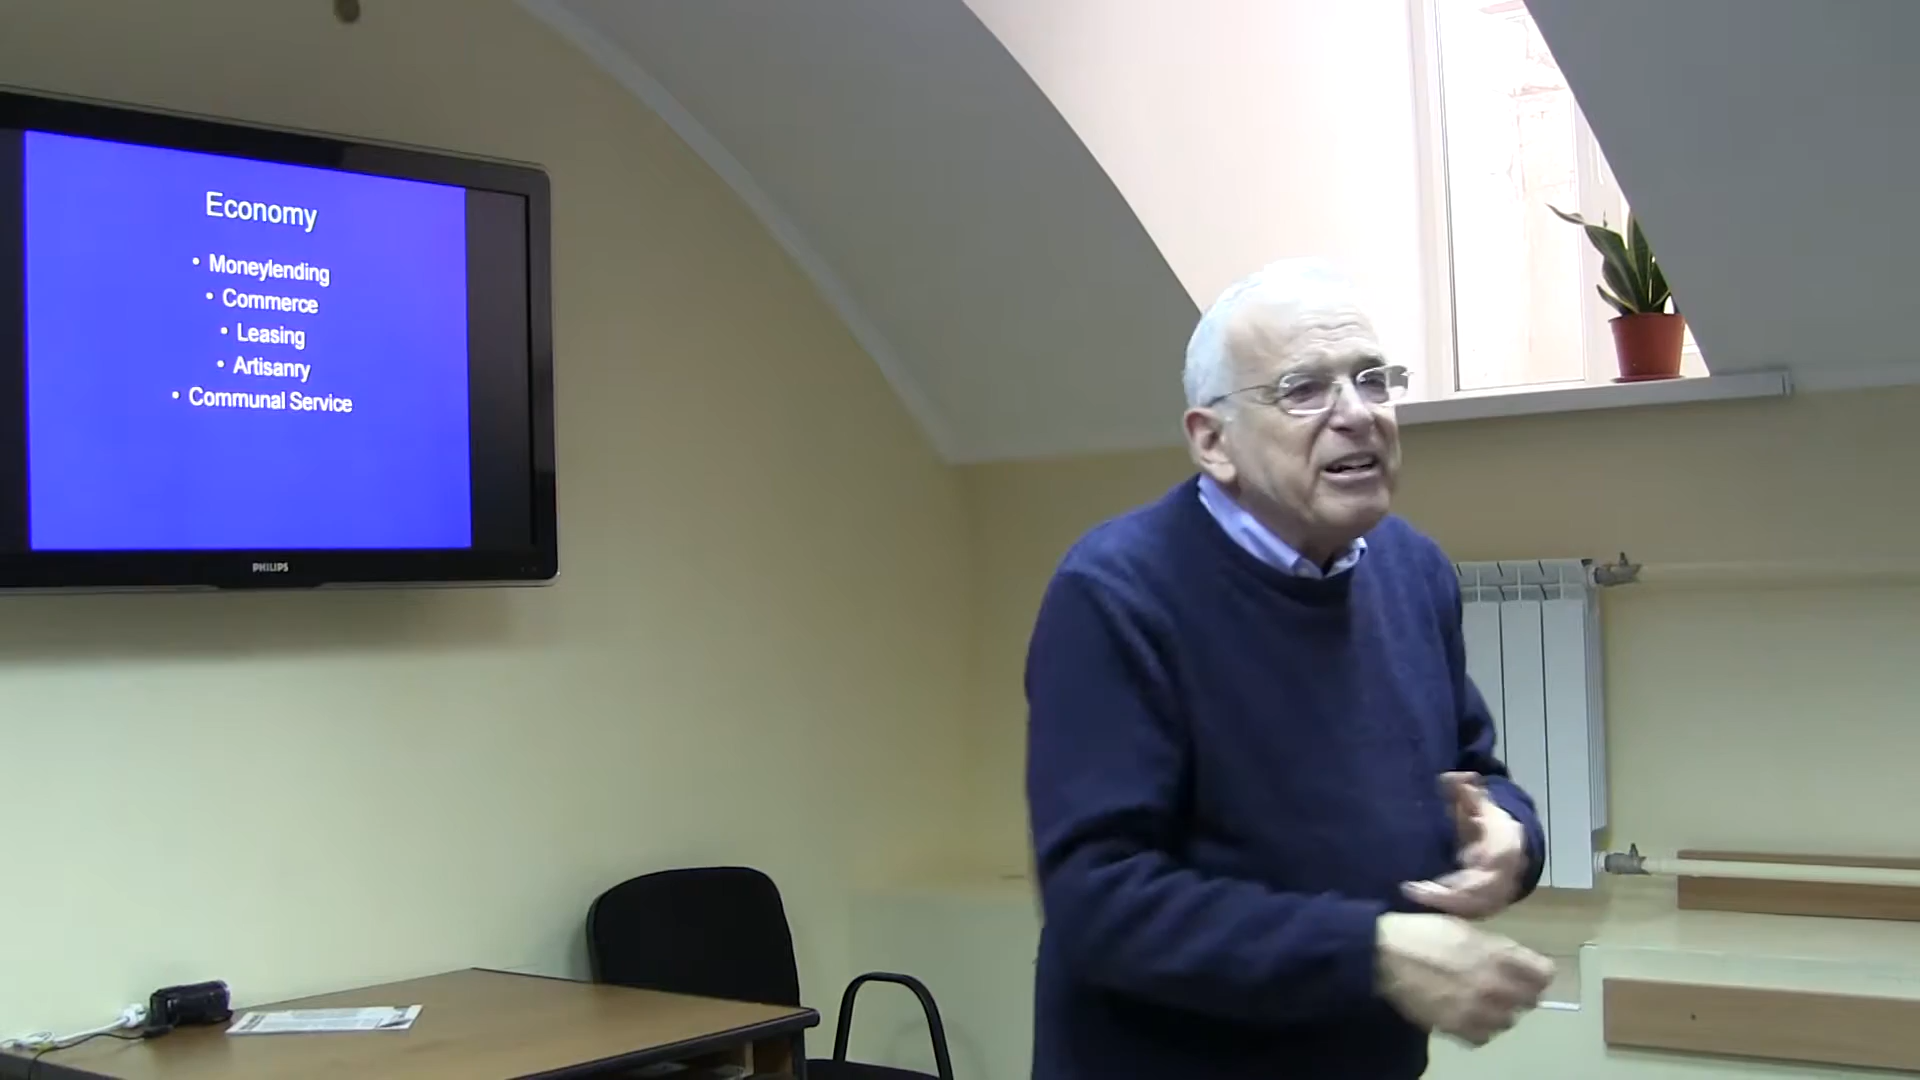 Economy
• Moneylending
• Commerce
• Leasing
• Artisanry
• Communal Service
PHILIPS